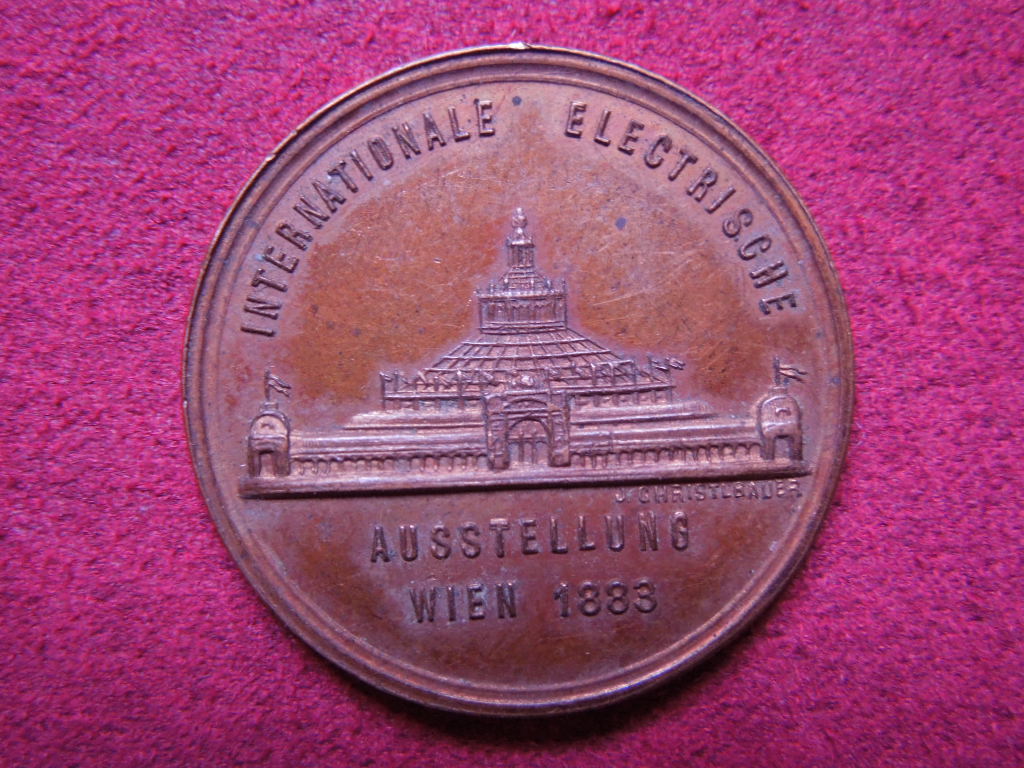 INTERNATIONALE ELECTRISCHE
J. CHRISTLBAUER
AUSSTELLUNG
WIEN 1883